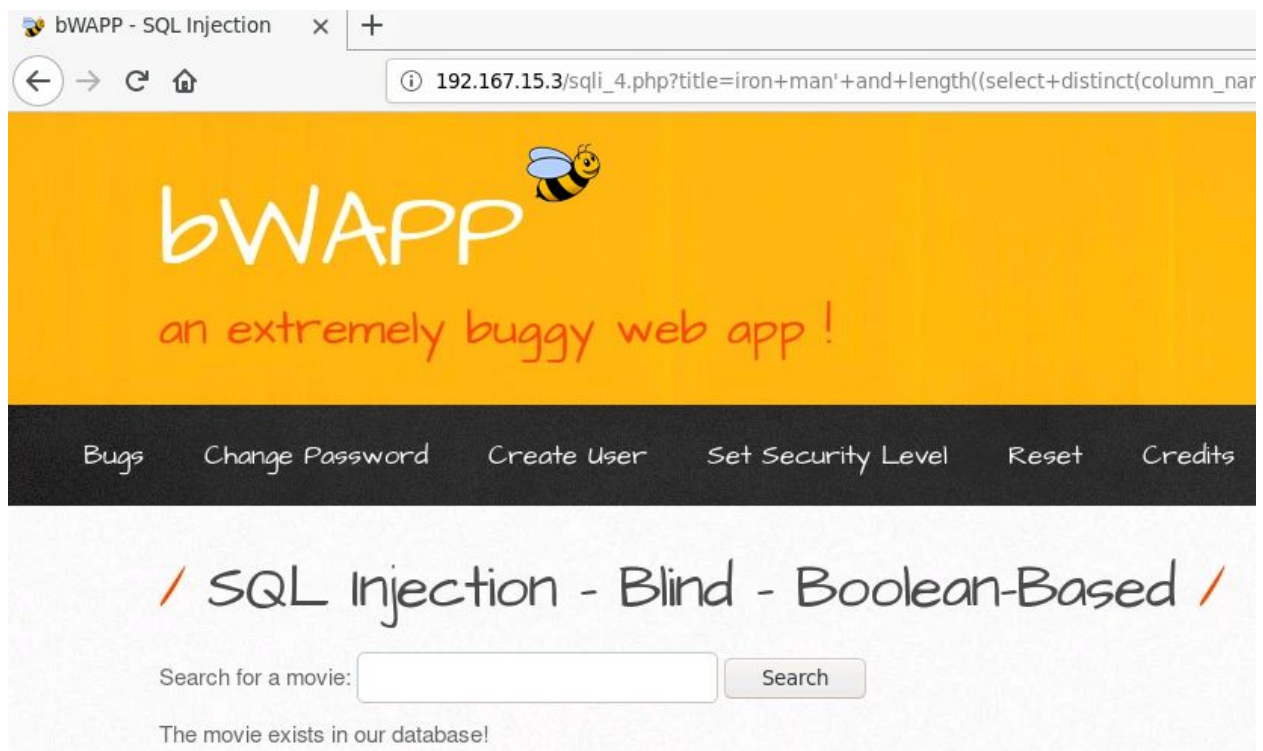 bWAPP - SQL Injection
192.167.15.3/sqli_4.php?title=iron+man'+and+length((select+distinct(column_nar
bWAPP
an extremely buggy web app !
Bugs Change Password Create User Set Security Level Reset Credits
/ SQL Injection - Blind - Boolean-Based /
Search for a movie: Search
The movie exists in our database!